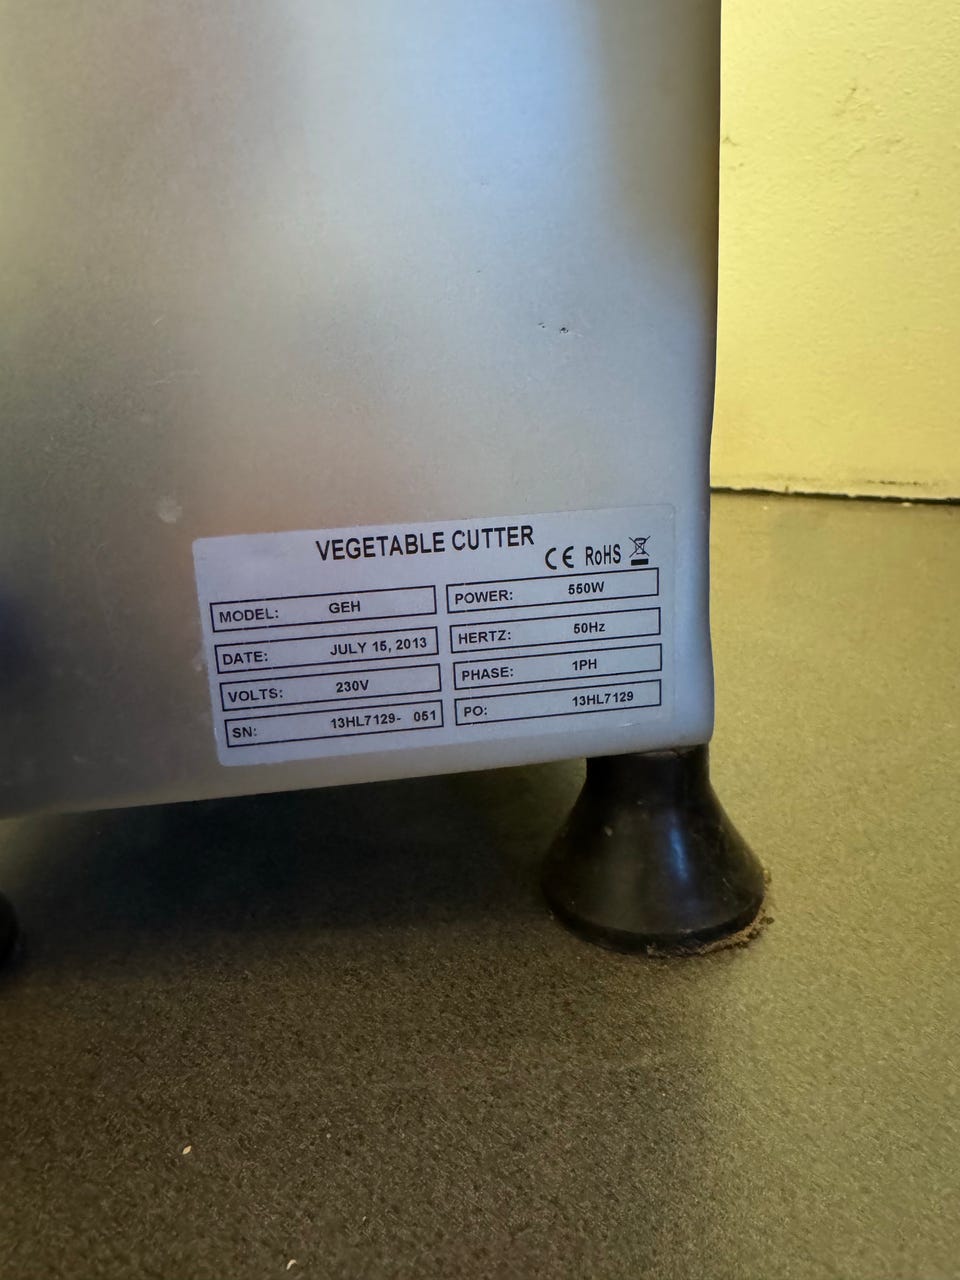 VEGETABLE CUTTER
CE RoHS
MODEL: GEH
POWER: 550W
DATE: JULY 15, 2013
HERTZ: 50Hz
VOLTS: 230V
PHASE: 1PH
SN: 13HL7129- 051
PO: 13HL7129